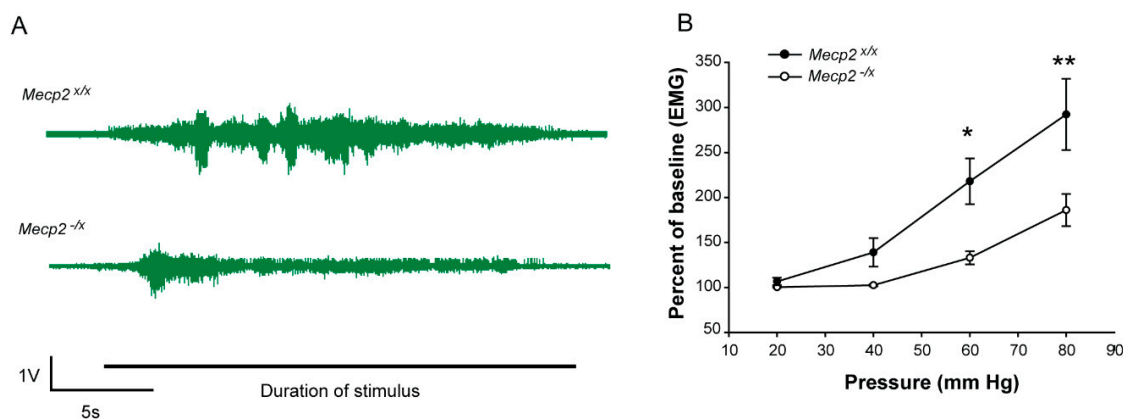 A
Mecp2 x/x
Mecp2 -/x
1V
5s
Duration of stimulus
B
Mecp2 x/x
Mecp2 -/x
Percent of baseline (EMG)
350
300
250
200
150
100
50
*
**
10 20 30 40 50 60 70 80 90
Pressure (mm Hg)